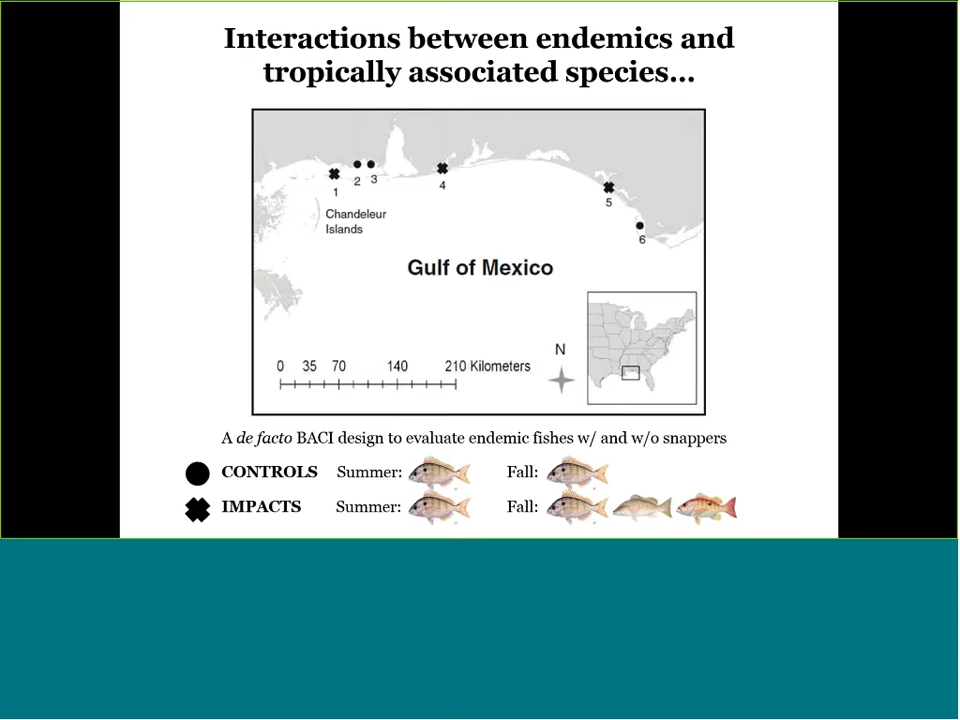 Interactions between endemics and
tropically associated species...
1
2
3
4
5
6
Chandeleur
Islands
Gulf of Mexico
N
0 35 70 140 210 Kilometers
A de facto BACI design to evaluate endemic fishes w/ and w/o snappers
CONTROLS Summer: Fall:
IMPACTS Summer: Fall: